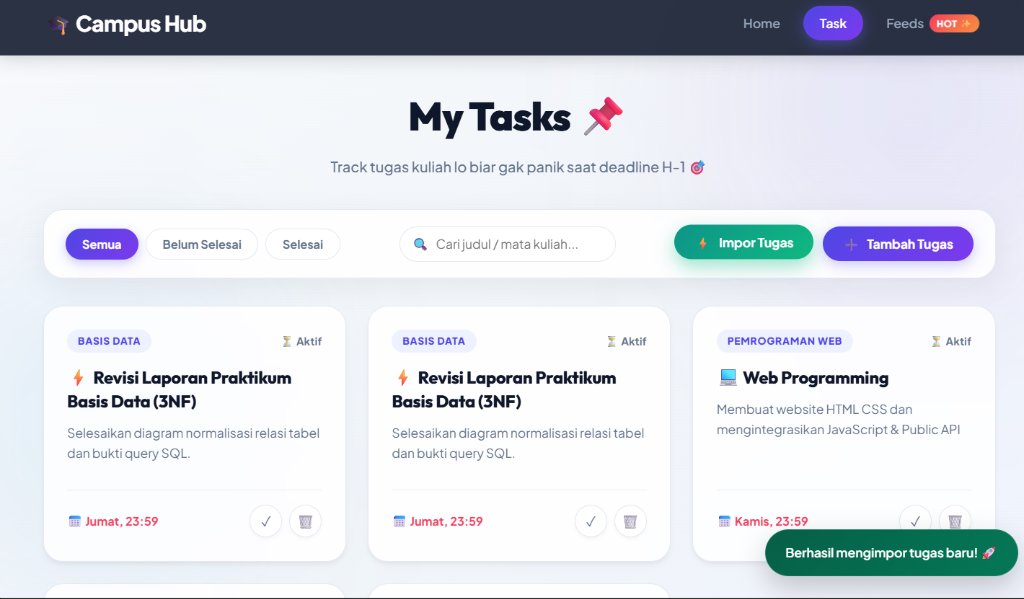 Campus Hub
Home
Task
Feeds HOT ✨
My Tasks 📌
Track tugas kuliah lo biar gak panik saat deadline H-1 🎯
Semua
Belum Selesai
Selesai
🔍 Cari judul / mata kuliah...
⚡ Impor Tugas
➕ Tambah Tugas
BASIS DATA
⏳ Aktif
⚡ Revisi Laporan Praktikum
Basis Data (3NF)
Selesaikan diagram normalisasi relasi tabel
dan bukti query SQL.
📅 Jumat, 23:59
✓
🗑️
BASIS DATA
⏳ Aktif
⚡ Revisi Laporan Praktikum
Basis Data (3NF)
Selesaikan diagram normalisasi relasi tabel
dan bukti query SQL.
📅 Jumat, 23:59
✓
🗑️
PEMROGRAMAN WEB
⏳ Aktif
💻 Web Programming
Membuat website HTML CSS dan
mengintegrasikan JavaScript & Public API
📅 Kamis, 23:59
✓
🗑️
Berhasil mengimpor tugas baru! 🚀